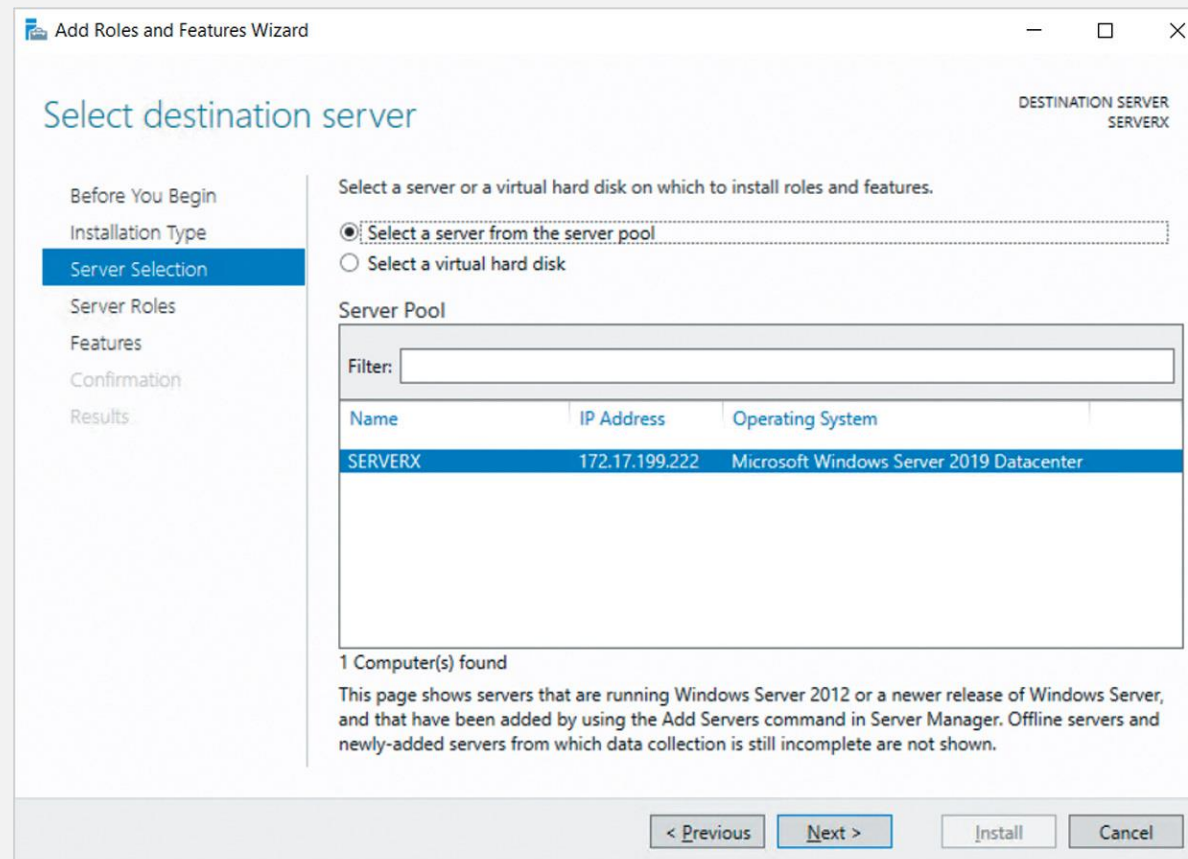 Add Roles and Features Wizard
Select destination server
DESTINATION SERVER
SERVERX
Before You Begin
Installation Type
Server Selection
Server Roles
Features
Confirmation
Results
Select a server or a virtual hard disk on which to install roles and features.
Select a server from the server pool
Select a virtual hard disk
Server Pool
Filter:
Name IP Address Operating System
SERVERX 172.17.199.222 Microsoft Windows Server 2019 Datacenter
1 Computer(s) found
This page shows servers that are running Windows Server 2012 or a newer release of Windows Server,
and that have been added by using the Add Servers command in Server Manager. Offline servers and
newly-added servers from which data collection is still incomplete are not shown.
< Previous Next > Install Cancel